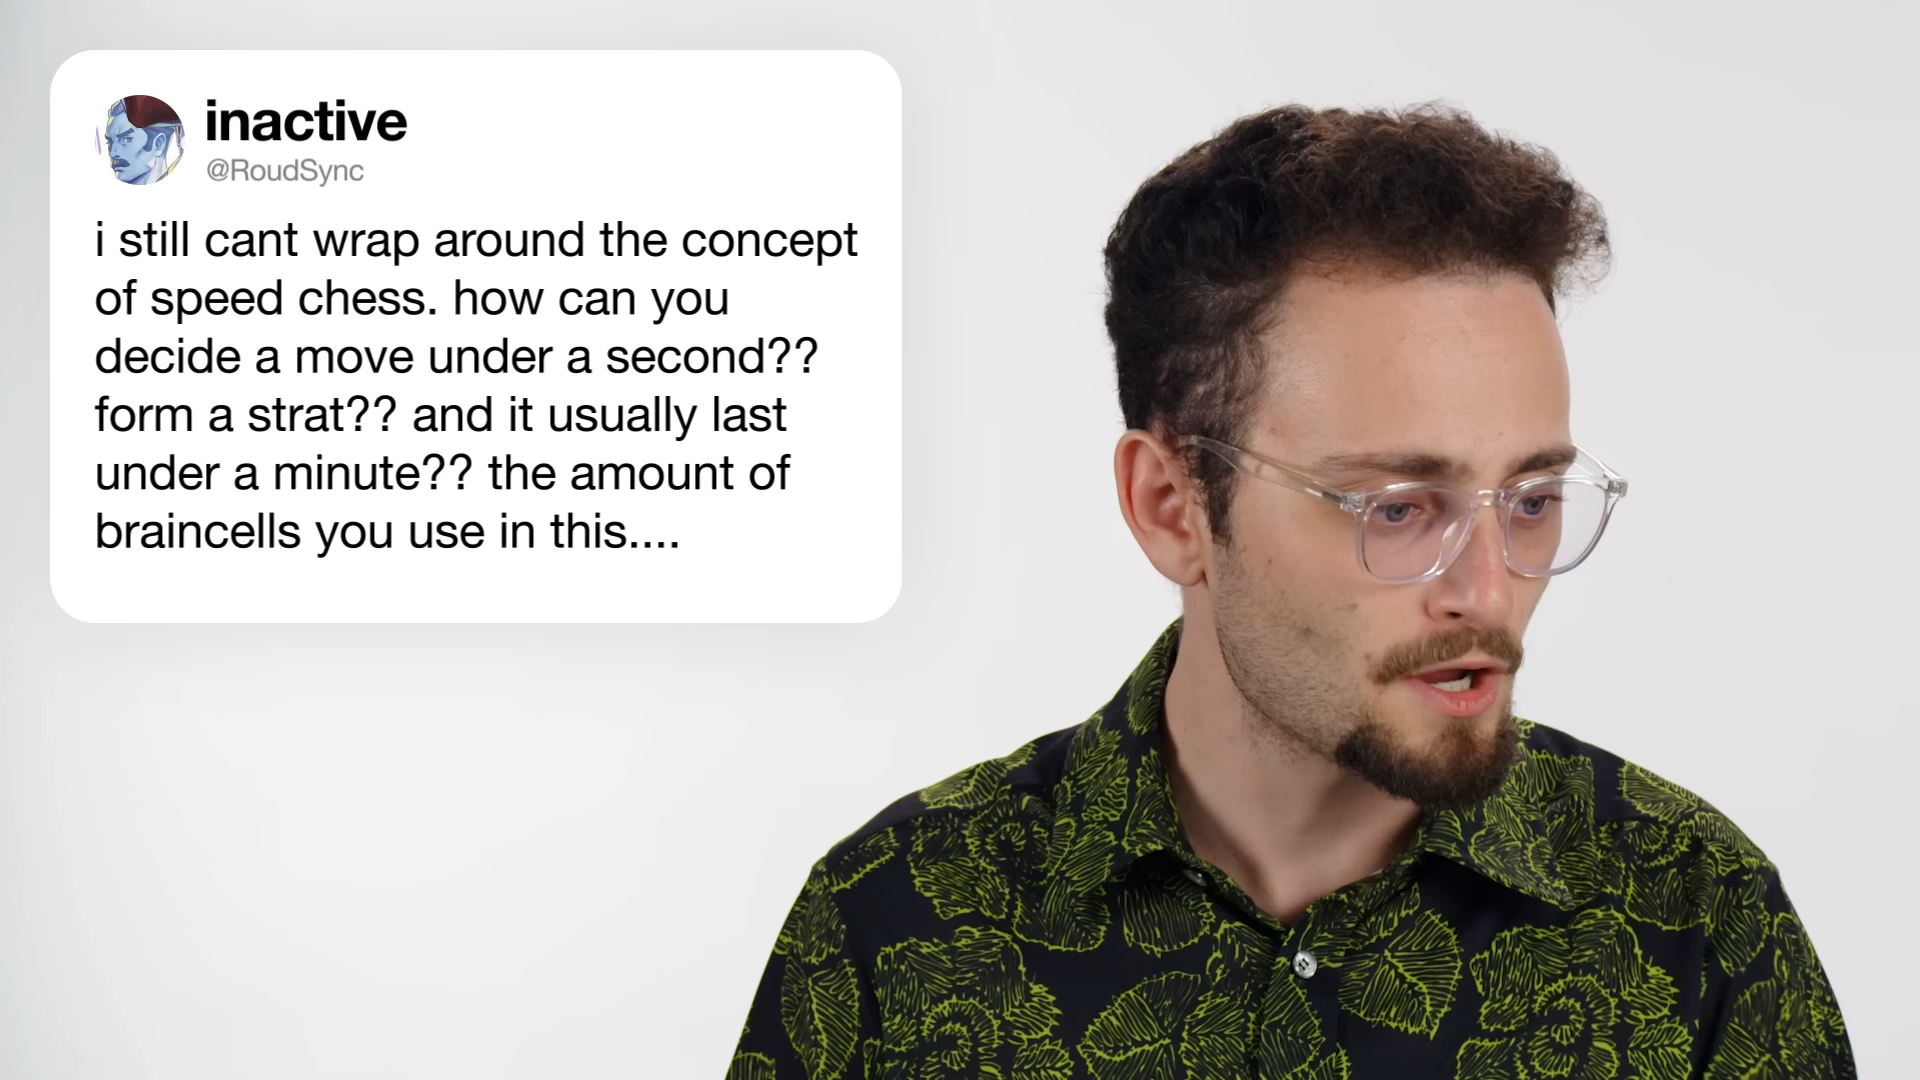 inactive
@RoudSync
i still cant wrap around the concept
of speed chess. how can you
decide a move under a second??
form a strat?? and it usually last
under a minute?? the amount of
braincells you use in this....